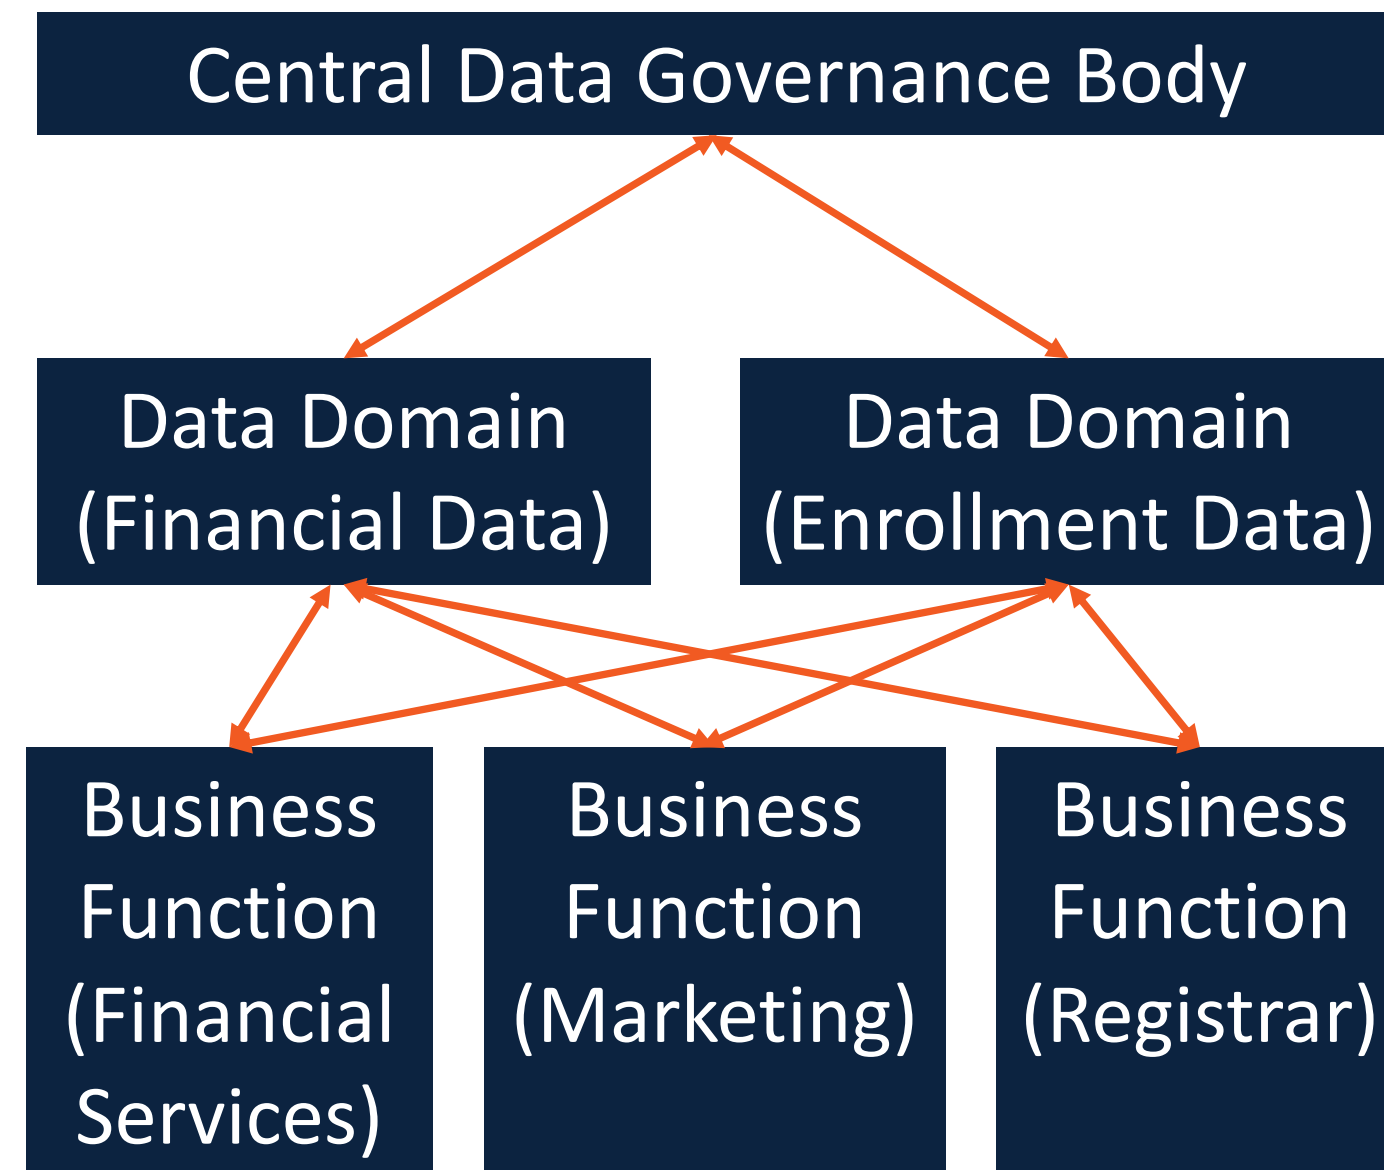 Central Data Governance Body
Data Domain
(Financial Data)
Data Domain
(Enrollment Data)
Business
Function
(Financial
Services)
Business
Function
(Marketing)
Business
Function
(Registrar)